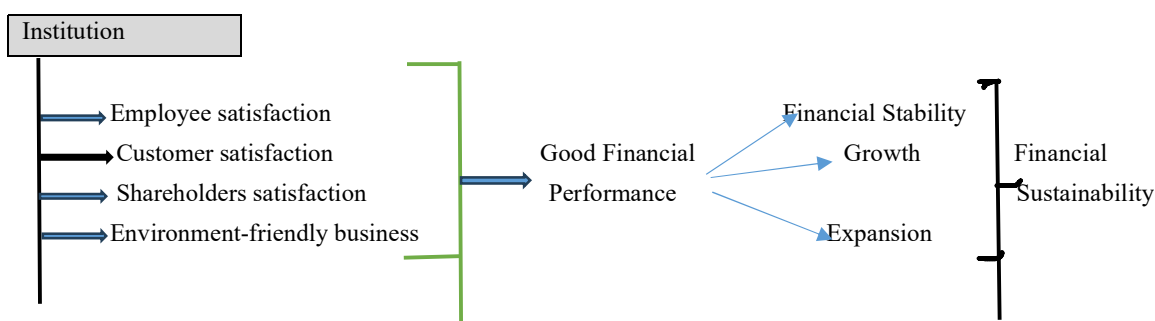 Institution
Employee satisfaction
Customer satisfaction
Shareholders satisfaction
Environment-friendly business
Good Financial
Performance
Financial Stability
Growth
Expansion
Financial
Sustainability